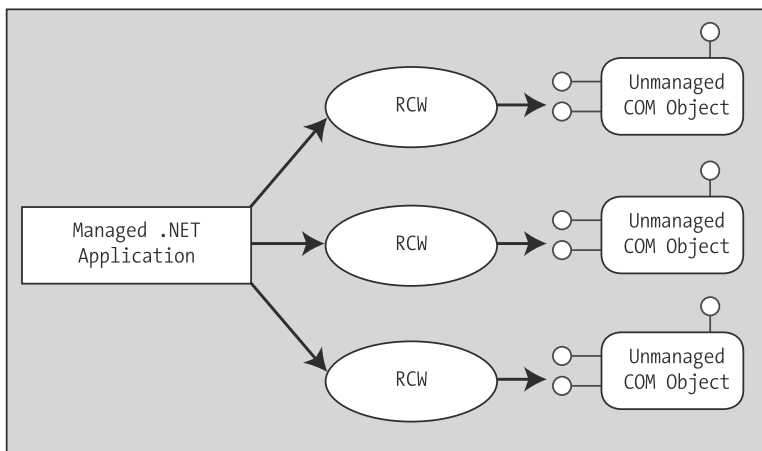 RCW
Unmanaged
COM Object
Managed .NET
Application
RCW
Unmanaged
COM Object
RCW
Unmanaged
COM Object